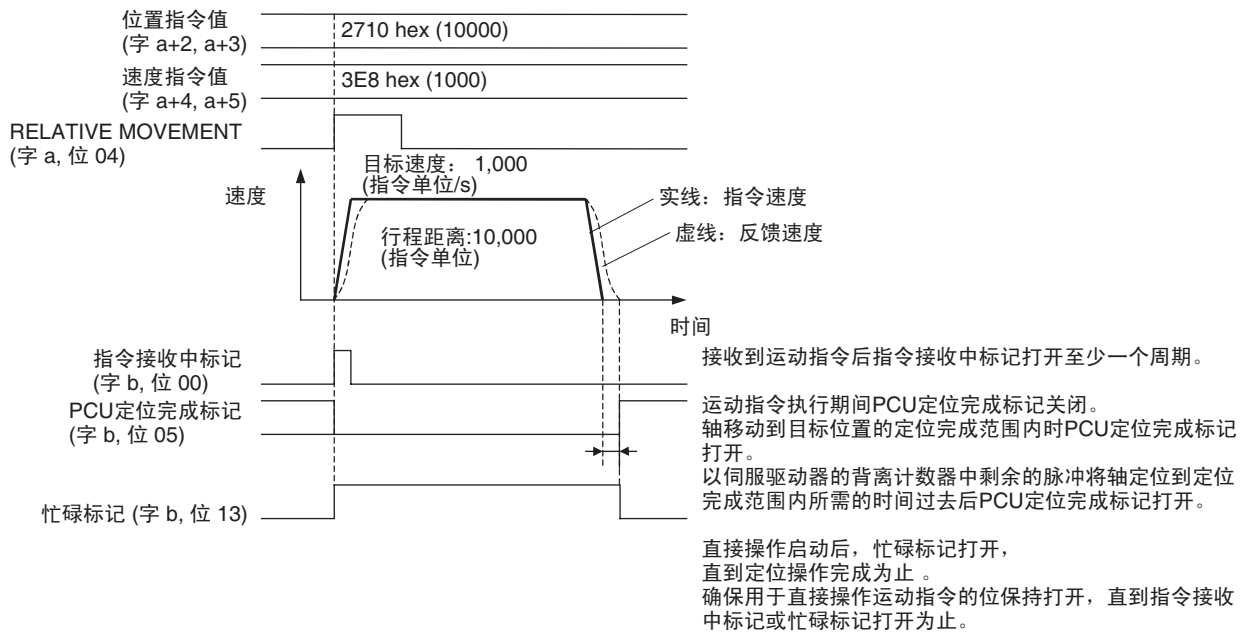 位置指令值
(字 a+2, a+3)
2710 hex (10000)
速度指令值
(字 a+4, a+5)
3E8 hex (1000)
RELATIVE MOVEMENT
(字 a, 位 04)
目标速度： 1,000
(指令单位/s)
速度
实线：指令速度
行程距离:10,000
(指令单位)
虚线：反馈速度
时间
指令接收中标记
(字 b, 位 00)
接收到运动指令后指令接收中标记打开至少一个周期。
PCU定位完成标记
(字 b, 位 05)
运动指令执行期间PCU定位完成标记关闭。
轴移动到目标位置的定位完成范围内时PCU定位完成标记
打开。
以伺服驱动器的背离计数器中剩余的脉冲将轴定位到定位
完成范围内所需的时间过去后PCU定位完成标记打开。
忙碌标记 (字 b, 位 13)
直接操作启动后，忙碌标记打开，
直到定位操作完成为止 。
确保用于直接操作运动指令的位保持打开，直到指令接收
中标记或忙碌标记打开为止。